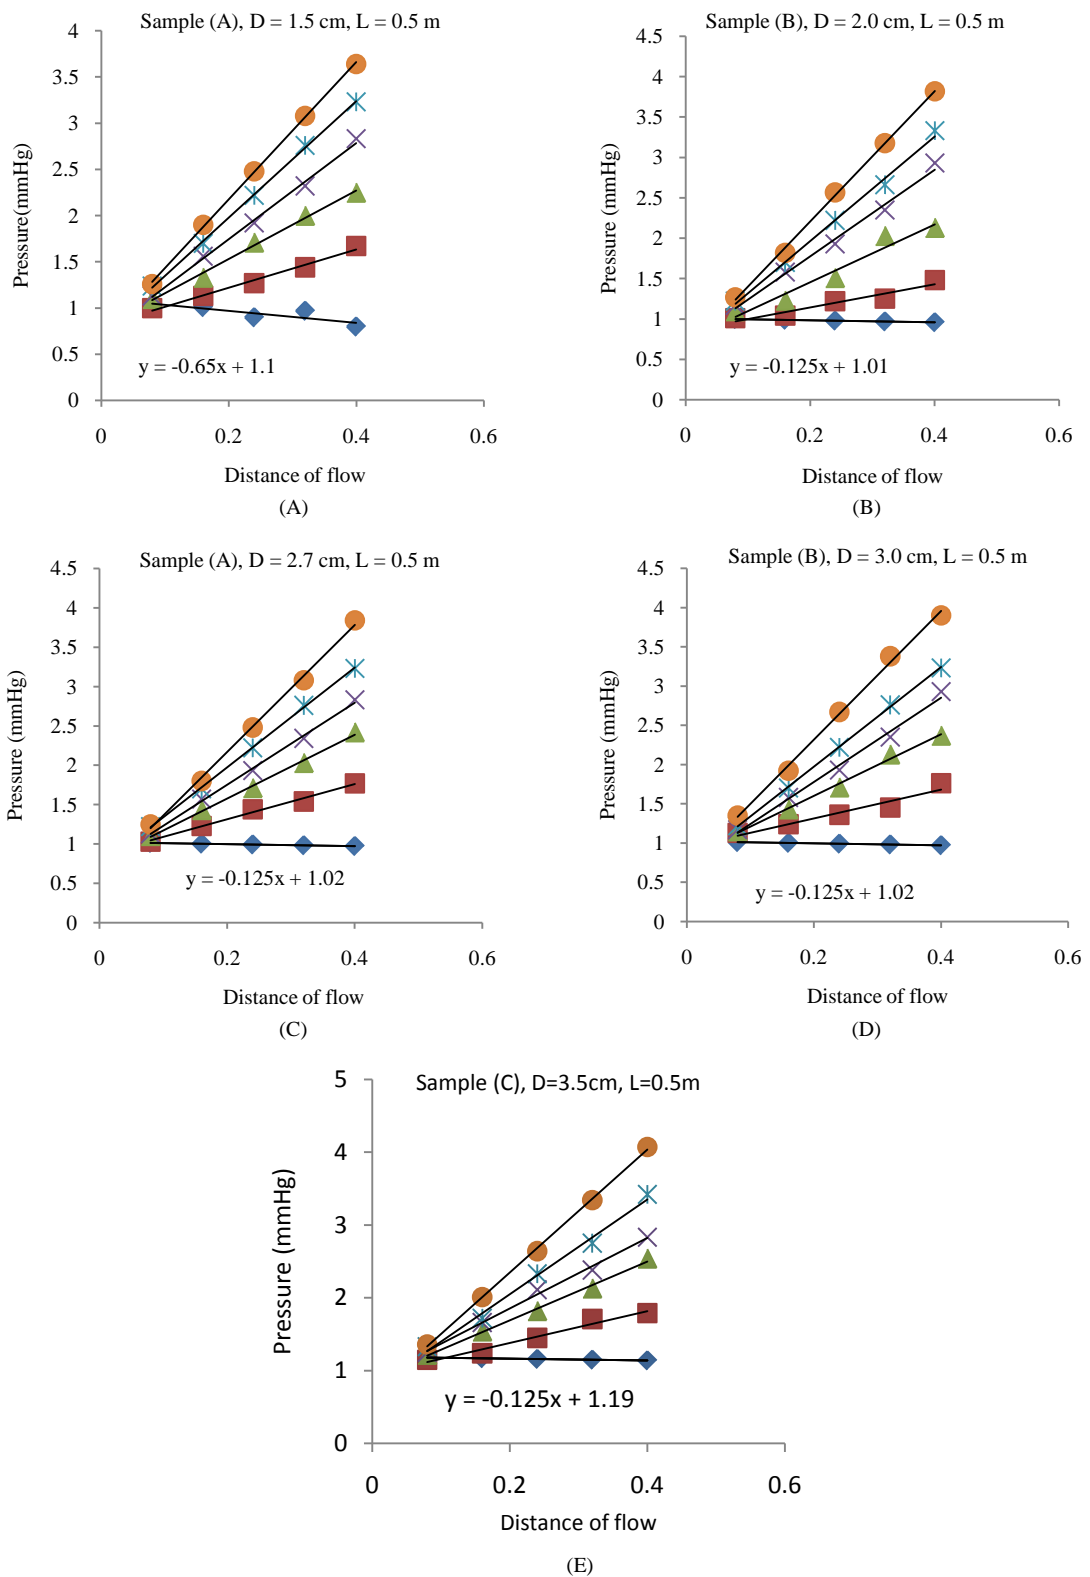 Sample (A), D = 1.5 cm, L = 0.5 m
4
3.5
3
2.5
2
1.5
1
0.5
0
Pressure(mmHg)
y = -0.65x + 1.1
0 0.2 0.4 0.6
Distance of flow
(A)
Sample (B), D = 2.0 cm, L = 0.5 m
4.5
4
3.5
3
2.5
2
1.5
1
0.5
0
Pressure (mmHg)
y = -0.125x + 1.01
0 0.2 0.4 0.6
Distance of flow
(B)
Sample (A), D = 2.7 cm, L = 0.5 m
4.5
4
3.5
3
2.5
2
1.5
1
0.5
0
Pressure (mmHg)
y = -0.125x + 1.02
0 0.2 0.4 0.6
Distance of flow
(C)
Sample (B), D = 3.0 cm, L = 0.5 m
4.5
4
3.5
3
2.5
2
1.5
1
0.5
0
Pressure (mmHg)
y = -0.125x + 1.02
0 0.2 0.4 0.6
Distance of flow
(D)
Sample (C), D=3.5cm, L=0.5m
5
4
3
2
1
0
Pressure (mmHg)
y = -0.125x + 1.19
0 0.2 0.4 0.6
Distance of flow
(E)